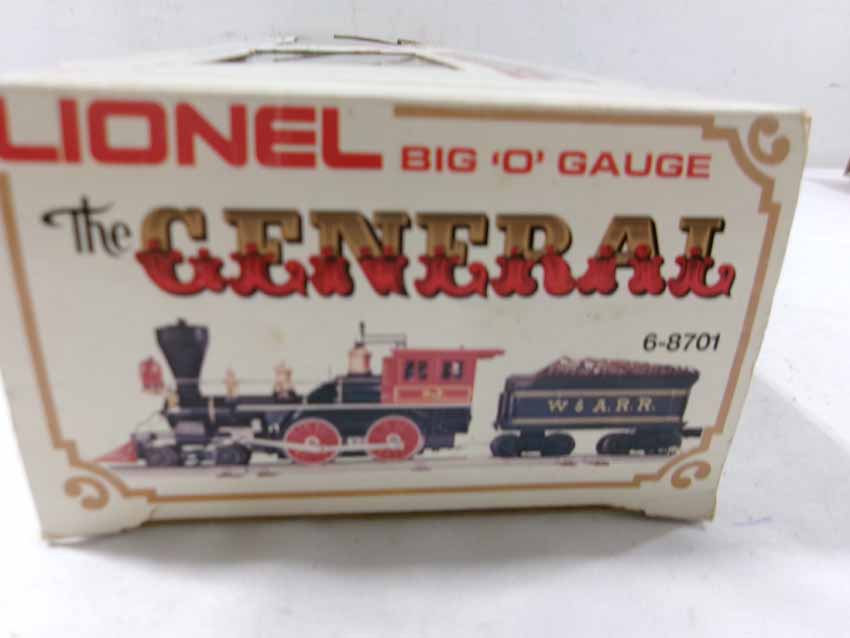 LIONEL BIG 'O' GAUGE
The GENERAL
6-8701
W & A.R.R.